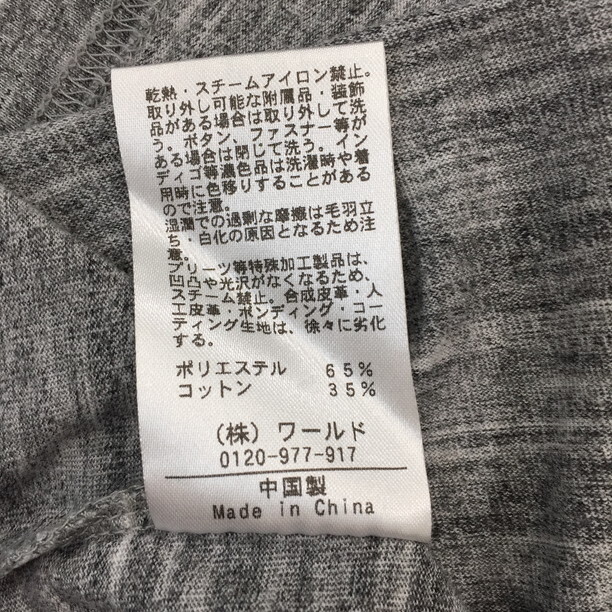 乾熱・スチームアイロン禁止。
取り外し可能な附属品・装飾
品がある場合は取り外して洗
う。ボタン、ファスナー等が
ある場合は閉じて洗う。イン
ディゴ等濃色品は洗濯時や着
用時に色移りすることがある
ので注意。
湿潤での過剰な摩擦は毛羽立
ち・白化の原因となるため注
意。
プリーツ等特殊加工製品は、
凹凸や光沢がなくなるため、
スチーム禁止。合成皮革・人
工皮革・ボンディング・コー
ティング生地は、徐々に劣化
する。
ポリエステル 65%
コットン 35%
(株) ワールド
0120-977-917
中国製
Made in China